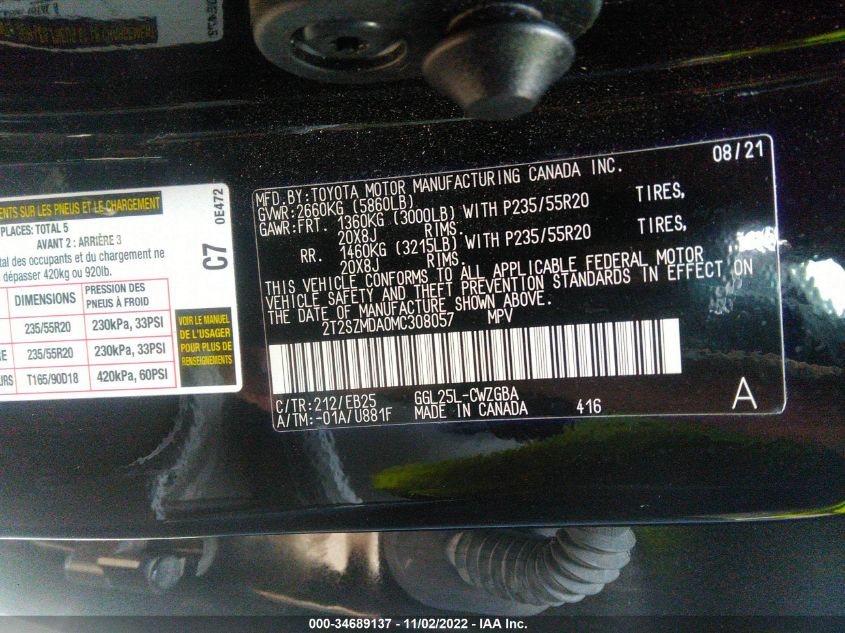 ENTS SUR LES PNEUS ET LE CHARGEMENT
PLACES: TOTAL 5
AVANT 2 : ARRIÈRE 3
tal des occupants et du chargement ne
dépasser 420kg ou 920lb.
DIMENSIONS PRESSION DES PNEUS À FROID
235/55R20 230kPa, 33PSI
RE 235/55R20 230kPa, 33PSI
URS T165/90D18 420kPa, 60PSI
C7
0E472
VOIR LE MANUEL
DE L'USAGER
POUR PLUS DE
RENSEIGNEMENTS
MFD.BY:TOYOTA MOTOR MANUFACTURING CANADA INC. 08/21
GVWR:2660KG (5860LB)
GAWR:FRT. 1360KG (3000LB) WITH P235/55R20 TIRES,
20X8J RIMS.
RR. 1460KG (3215LB) WITH P235/55R20 TIRES,
20X8J RIMS.
THIS VEHICLE CONFORMS TO ALL APPLICABLE FEDERAL MOTOR
VEHICLE SAFETY AND THEFT PREVENTION STANDARDS IN EFFECT ON
THE DATE OF MANUFACTURE SHOWN ABOVE.
2T2SZMDA0MC308057 MPV
C/TR:212/EB25 GGL25L-CWZGBA
A/TM:-01A/U881F MADE IN CANADA 416
A
000-34689137 - 11/02/2022 - IAA Inc.